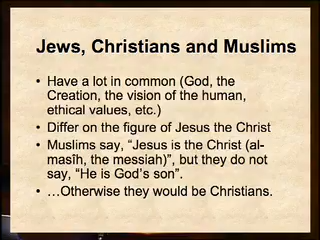 Jews, Christians and Muslims
• Have a lot in common (God, the
Creation, the vision of the human,
ethical values, etc.)
• Differ on the figure of Jesus the Christ
• Muslims say, “Jesus is the Christ (al-
masîh, the messiah)”, but they do not
say, “He is God’s son”.
• …Otherwise they would be Christians.